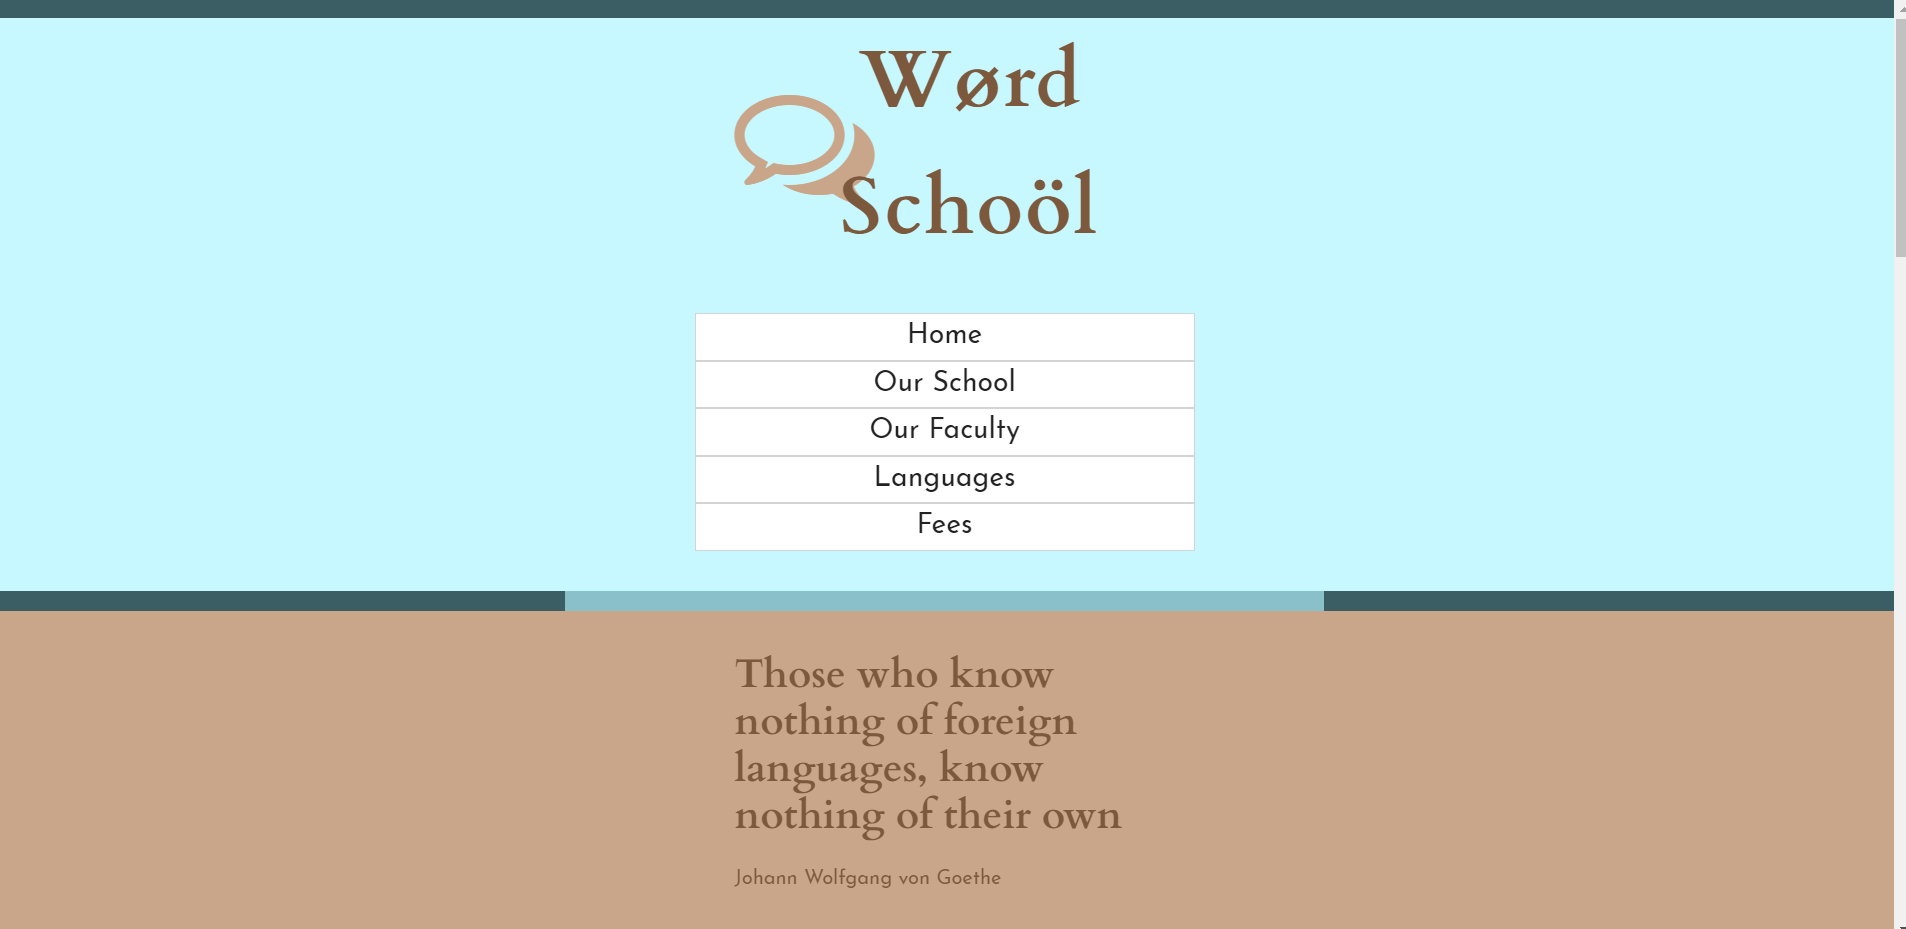 Wørd
Schoöl
Home
Our School
Our Faculty
Languages
Fees
Those who know
nothing of foreign
languages, know
nothing of their own
Johann Wolfgang von Goethe